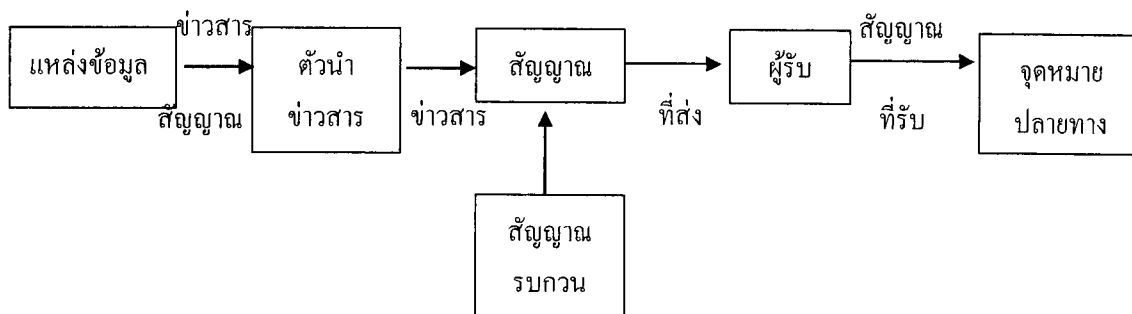 ข่าวสาร
แหล่งข้อมูล
สัญญาณ
ตัวนำ
ข่าวสาร
ข่าวสาร
สัญญาณ
ที่ส่ง
ผู้รับ
สัญญาณ
ที่รับ
จุดหมาย
ปลายทาง
สัญญาณ
รบกวน